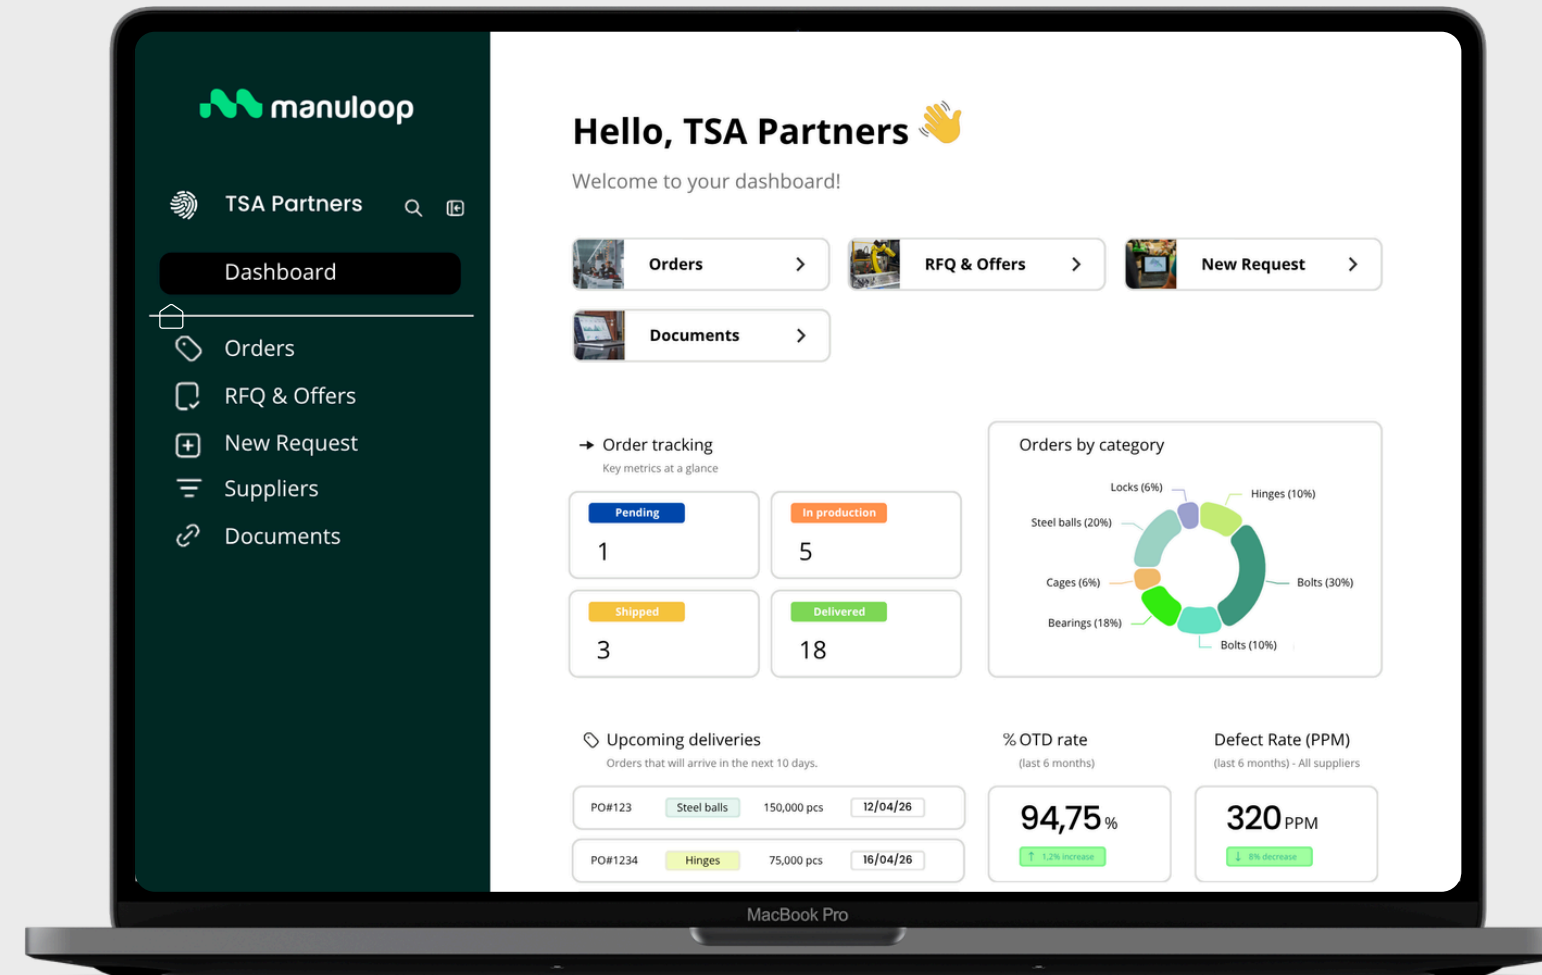 manuloop
TSA Partners
Dashboard
Orders
RFQ & Offers
New Request
Suppliers
Documents
Hello, TSA Partners
Welcome to your dashboard!
Orders
RFQ & Offers
New Request
Documents
Order tracking
Key metrics at a glance
Pending
1
In production
5
Shipped
3
Delivered
18
Orders by category
Locks (6%)
Hinges (10%)
Steel balls (20%)
Cages (6%)
Bolts (30%)
Bearings (18%)
Bolts (10%)
Upcoming deliveries
Orders that will arrive in the next 10 days.
PO#123 Steel balls 150,000 pcs 12/04/26
PO#1234 Hinges 75,000 pcs 16/04/26
% OTD rate
(last 6 months)
94,75 %
↑ 1,2% increase
Defect Rate (PPM)
(last 6 months) - All suppliers
320 PPM
↓ 8% decrease
MacBook Pro